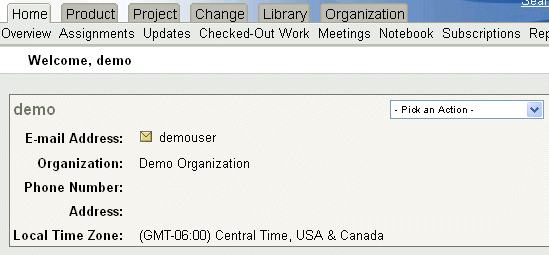 Home Product Project Change Library Organization
Overview Assignments Updates Checked-Out Work Meetings Notebook Subscriptions
Welcome, demo
demo - Pick an Action -
E-mail Address: demouser
Organization: Demo Organization
Phone Number:
Address:
Local Time Zone: (GMT-06:00) Central Time, USA & Canada